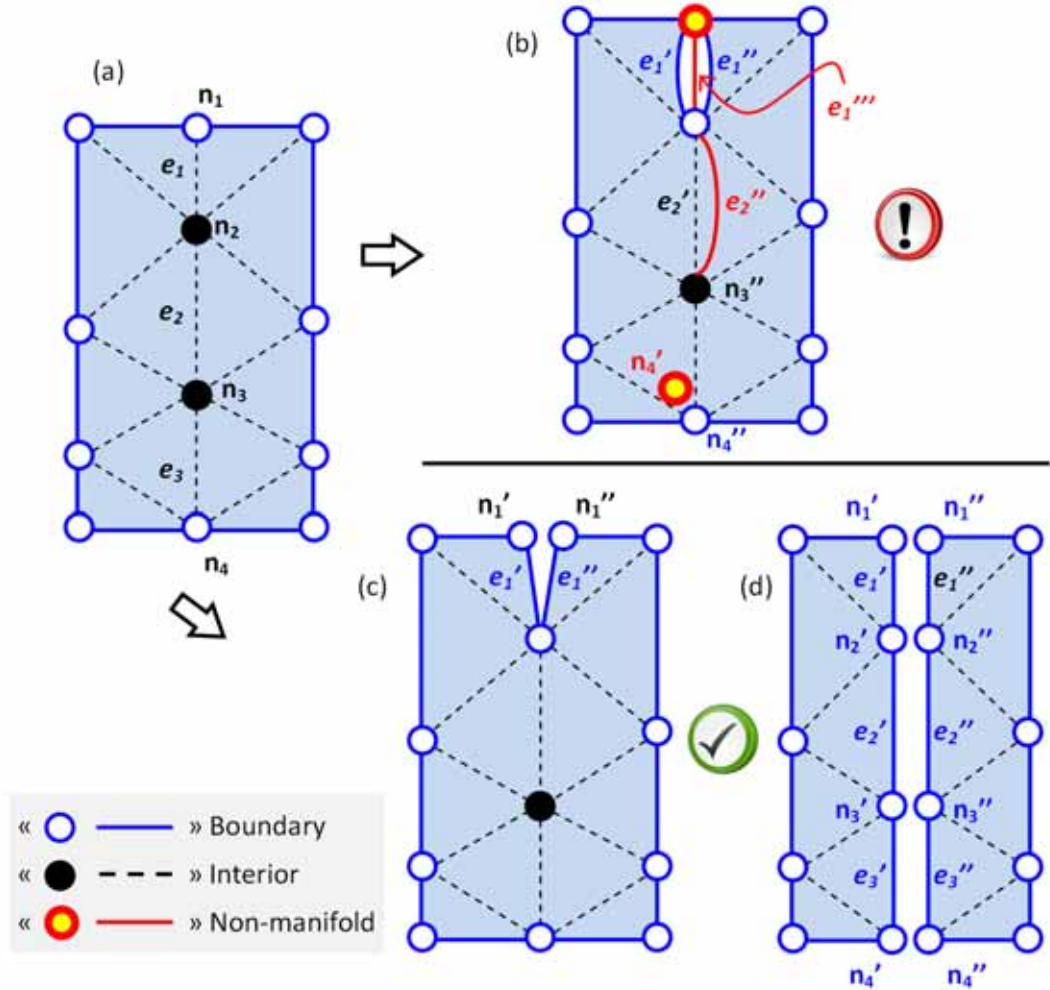 (a)
n1
e1
n2
e2
n3
e3
n4
(b)
e1'
e1''
e1'''
e2'
e2''
n3''
n4'
n4''
!
(c)
n1'
n1''
e1'
e1''
(d)
n1'
n1''
e1'
e1''
n2'
n2''
e2'
e2''
n3'
n3''
e3'
e3''
n4'
n4''
« » Boundary
« » Interior
« » Non-manifold